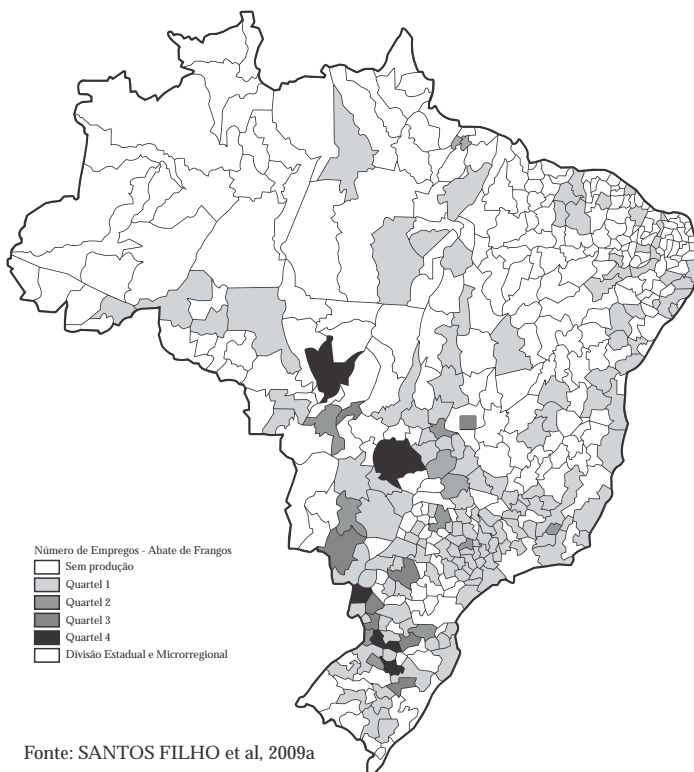 Número de Empregos - Abate de Frangos
Sem produção
Quartel 1
Quartel 2
Quartel 3
Quartel 4
Divisão Estadual e Microrregional
Fonte: SANTOS FILHO et al, 2009a